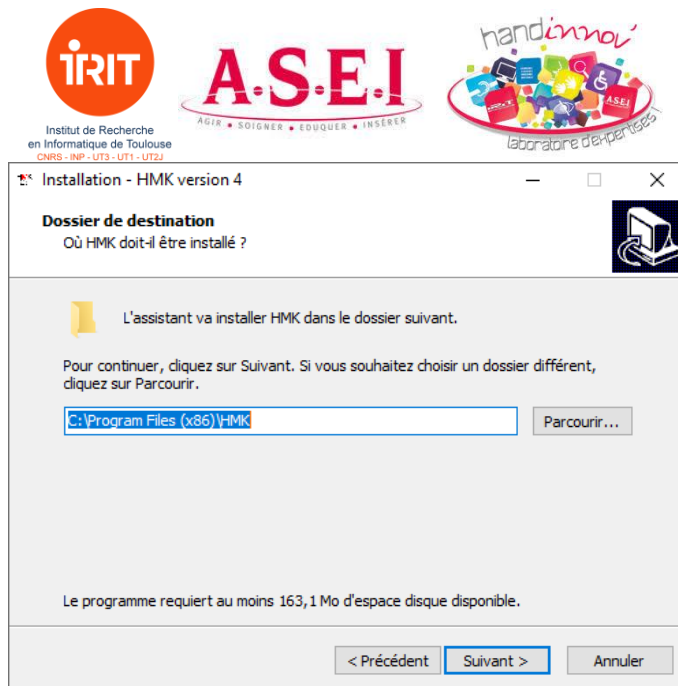 iRiT
Institut de Recherche
en Informatique de Toulouse
CNRS - INP - UT3 - UT1 - UT2J
A.S.E.I
AGIR • SOIGNER • EDUQUER • INSÉRER
handinnov'
ASEI
laboratoire d'expertises !
Installation - HMK version 4
Dossier de destination
Où HMK doit-il être installé ?
L'assistant va installer HMK dans le dossier suivant.
Pour continuer, cliquez sur Suivant. Si vous souhaitez choisir un dossier différent,
cliquez sur Parcourir.
C:\Program Files (x86)\HMK
Parcourir...
Le programme requiert au moins 163,1 Mo d'espace disque disponible.
< Précédent
Suivant >
Annuler